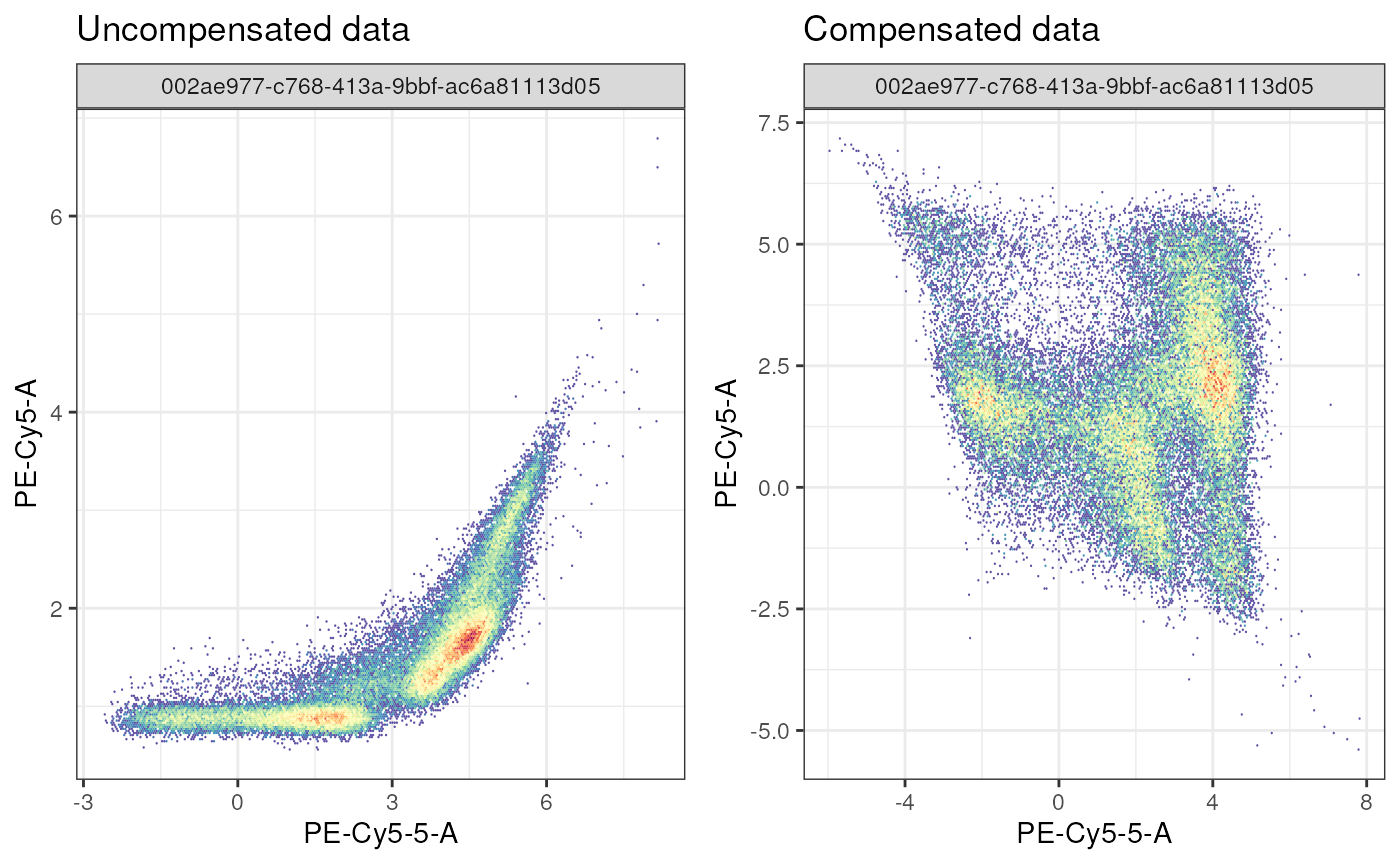 Uncompensated data
002ae977-c768-413a-9bbf-ac6a81113d05
6
4
2
PE-Cy5-A
-3 0 3 6
PE-Cy5-5-A
Compensated data
002ae977-c768-413a-9bbf-ac6a81113d05
7.5
5.0
2.5
0.0
-2.5
-5.0
PE-Cy5-A
-4 0 4 8
PE-Cy5-5-A